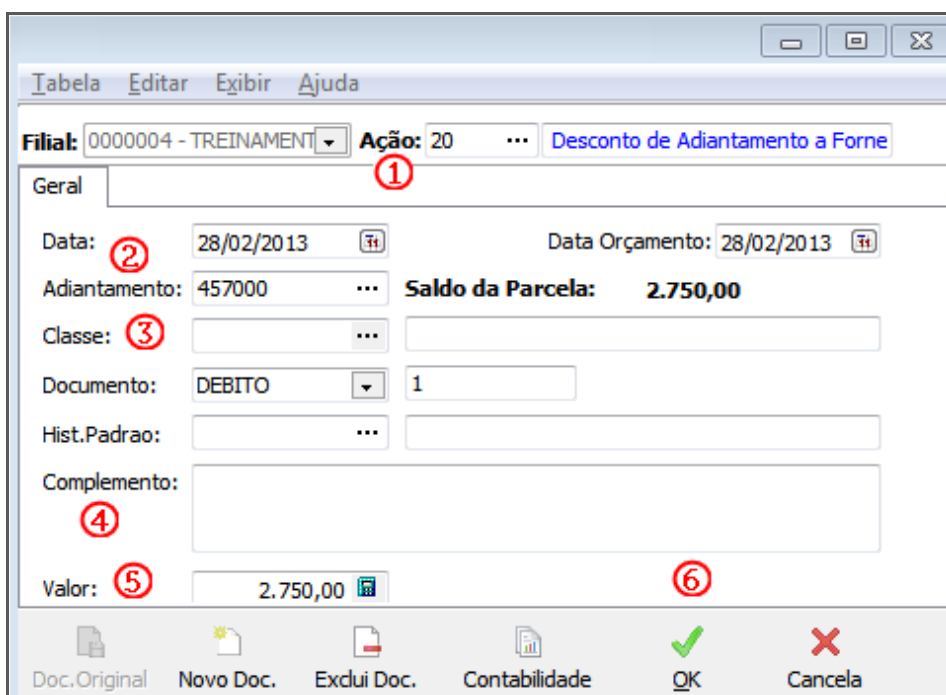 Tabela Editar Exibir Ajuda
Filial: 0000004 - TREINAMENT Ação: 20 ... Desconto de Adiantamento a Forne
1
Geral
Data: 28/02/2013 Data Orçamento: 28/02/2013
2
Adiantamento: 457000 ... Saldo da Parcela: 2.750,00
Classe: 3 ...
Documento: DEBITO 1
Hist.Padrao: ...
Complemento:
4
Valor: 5 2.750,00 6
Doc.Original Novo Doc. Exclui Doc. Contabilidade OK Cancela